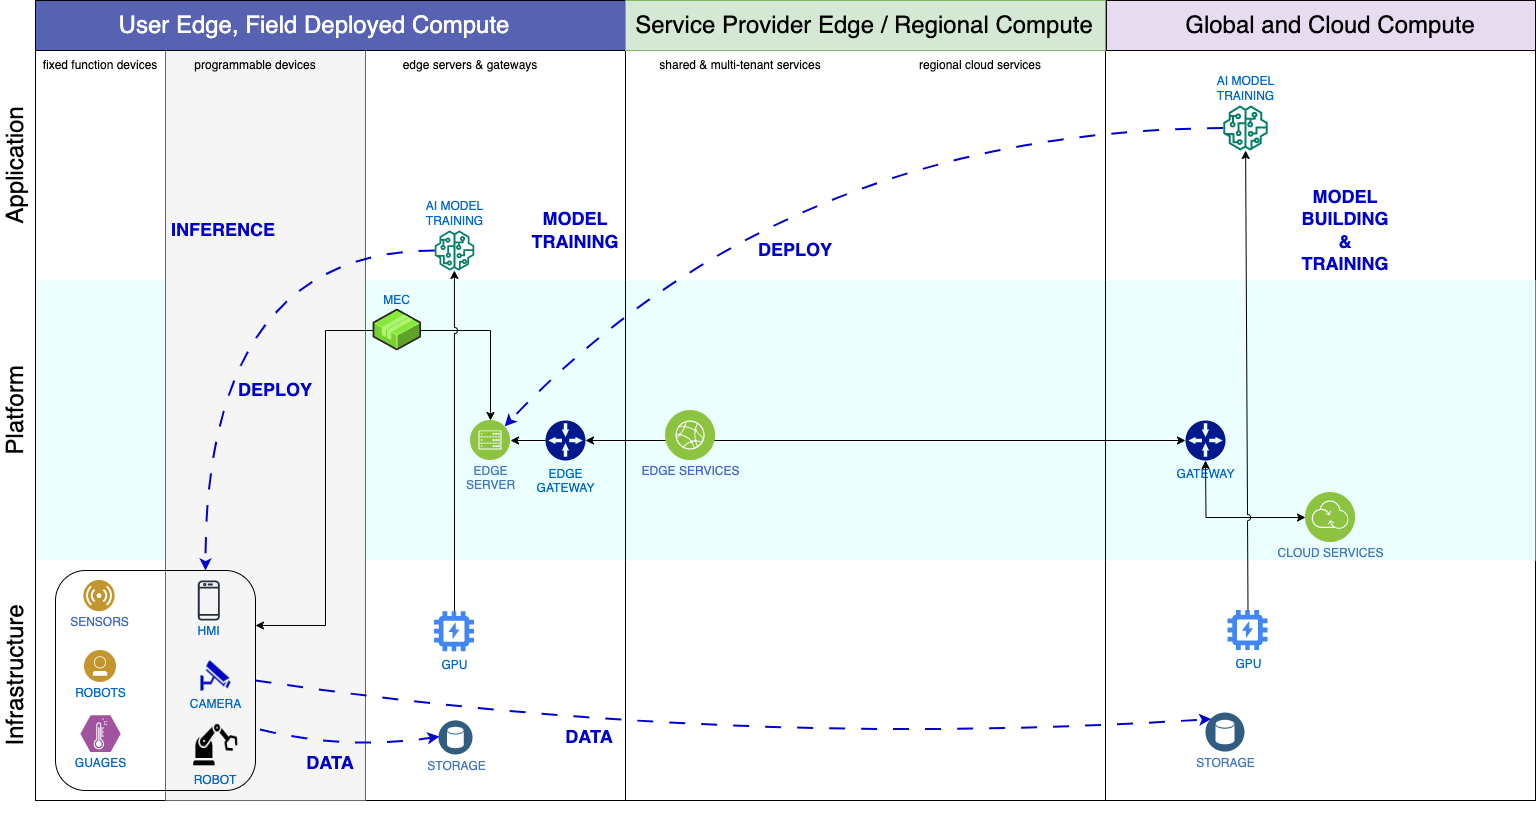 User Edge, Field Deployed Compute
Service Provider Edge / Regional Compute
Global and Cloud Compute
fixed function devices
programmable devices
edge servers & gateways
shared & multi-tenant services
regional cloud services
Application
AI MODEL
TRAINING
MODEL
BUILDING
&
TRAINING
AI MODEL
TRAINING
INFERENCE
MODEL
TRAINING
DEPLOY
Platform
MEC
DEPLOY
EDGE
SERVER
EDGE
GATEWAY
EDGE SERVICES
GATEWAY
CLOUD SERVICES
Infrastructure
SENSORS
HMI
GPU
GPU
ROBOTS
CAMERA
GUAGES
ROBOT
DATA
STORAGE
DATA
STORAGE